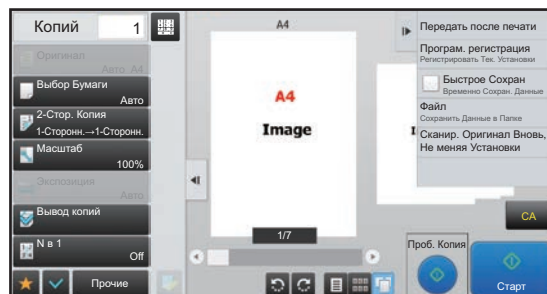 Копий 1
Оригинал
Авто A4
Выбор Бумаги
Авто
2-Стор. Копия
1-Сторонн.→1-Сторонн.
Масштаб
100%
Экспозиция
Авто
Вывод копий
N в 1
Off
Прочие
A4
A4
Image
1/7
Передать после печати
Програм. регистрация
Регистрировать Тек. Установки
Быстрое Сохран
Временно Сохран. Данные
Файл
Сохранить Данные в Папке
Сканир. Оригинал Вновь,
Не меняя Установки
CA
Проб. Копия
Старт